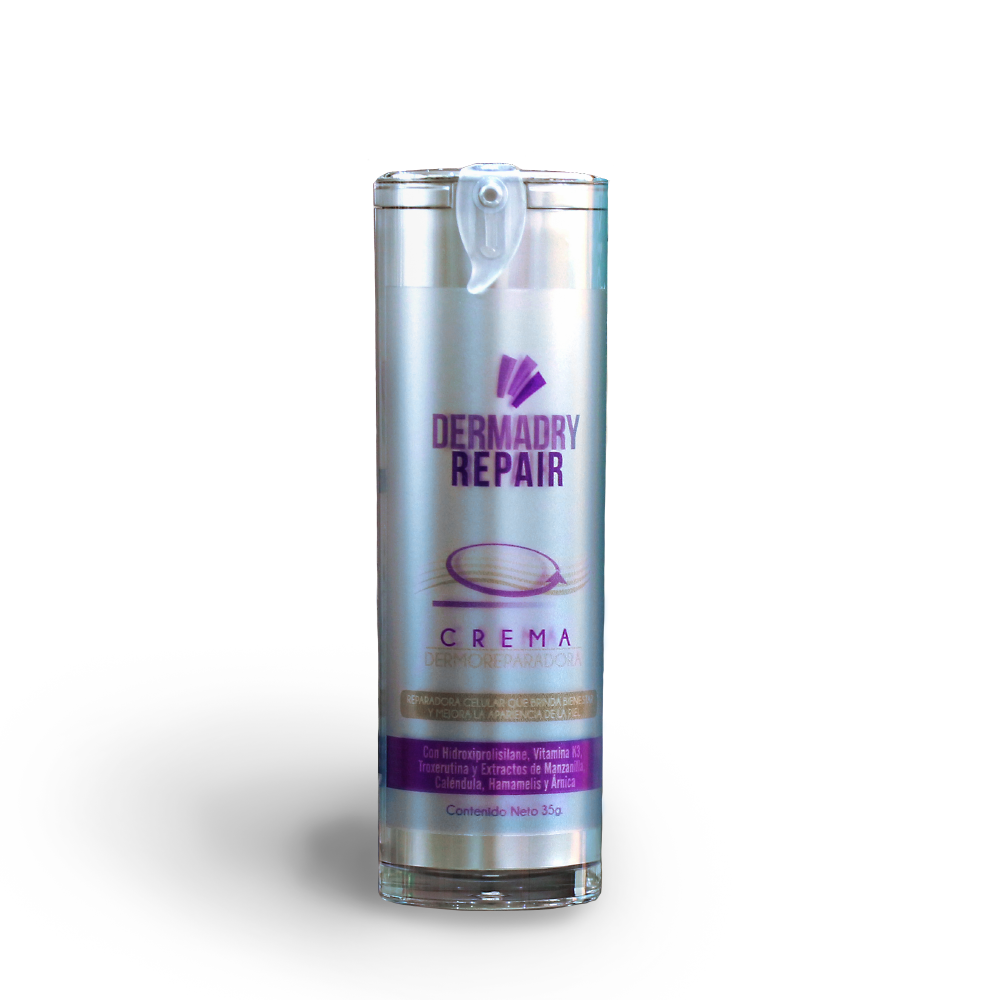 DERMADRY
REPAIR
CREMA
DERMOREPARADORA
REPARADORA CELULAR QUE BRINDA BIENESTAR
Y MEJORA LA APARIENCIA DE LA PIEL
Con Hidroxiprolisilane, Vitamina K3,
Troxerutina y Extractos de Manzanilla,
Caléndula, Hamamelis y Árnica
Contenido Neto 35g.